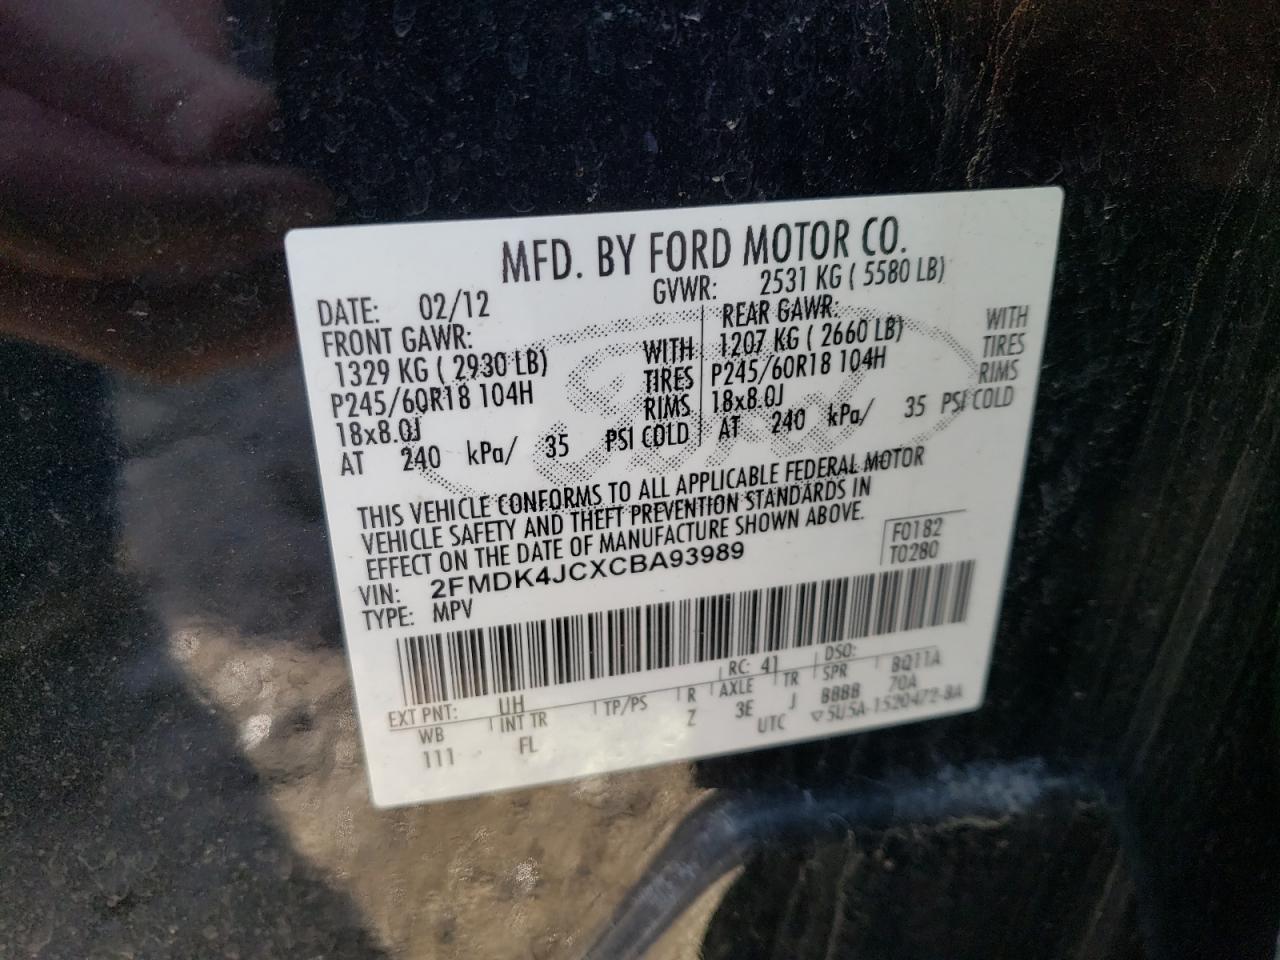 MFD. BY FORD MOTOR CO.
DATE: 02/12 GVWR: 2531 KG ( 5580 LB)
FRONT GAWR: REAR GAWR:
1329 KG ( 2930 LB) WITH 1207 KG ( 2660 LB) WITH
P245/60R18 104H TIRES P245/60R18 104H TIRES
18x8.0J RIMS 18x8.0J RIMS
AT 240 kPa/ 35 PSI COLD AT 240 kPa/ 35 PSI COLD
THIS VEHICLE CONFORMS TO ALL APPLICABLE FEDERAL MOTOR
VEHICLE SAFETY AND THEFT PREVENTION STANDARDS IN
EFFECT ON THE DATE OF MANUFACTURE SHOWN ABOVE.
F0182
VIN: 2FMDK4JCXCBA93989 T0280
TYPE: MPV
EXT PNT: UH RC: 41 DSO:
WB INT TR TP/PS R AXLE TR SPR BQ11A
111 FL Z 3E J BBBB 70A
UTC ▽5U5A-1520472-BA